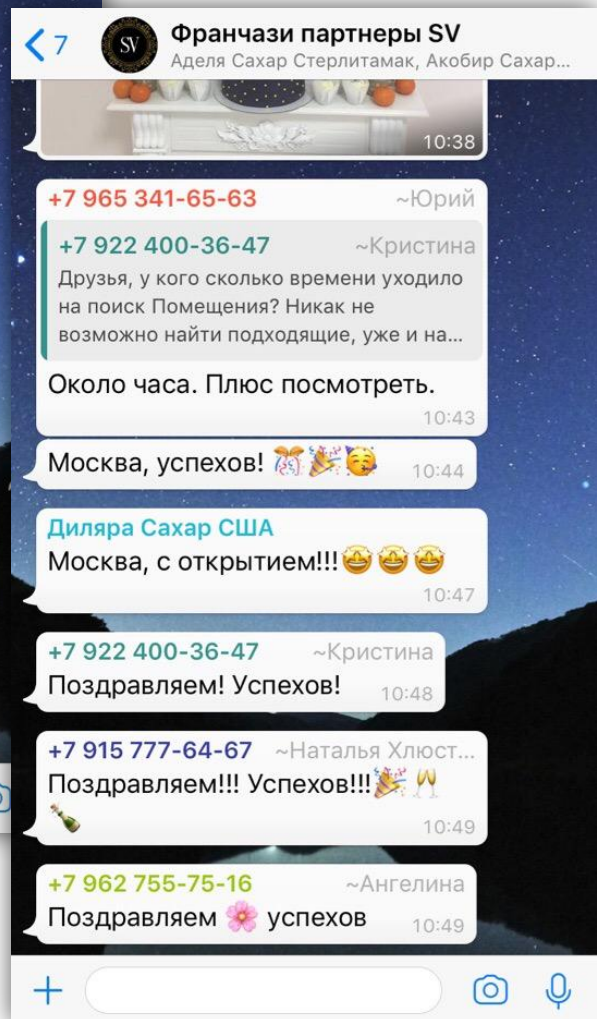 7
SV
Франчази партнеры SV
Аделя Сахар Стерлитамак, Акобир Сахар...
10:38
+7 965 341-65-63 ~Юрий
+7 922 400-36-47 ~Кристина
Друзья, у кого сколько времени уходило
на поиск Помещения? Никак не
возможно найти подходящие, уже и на...
Около часа. Плюс посмотреть.
10:43
Москва, успехов! 🎊🎉🥳 10:44
Диляра Сахар США
Москва, с открытием!!!🤩🤩🤩
10:47
+7 922 400-36-47 ~Кристина
Поздравляем! Успехов! 10:48
+7 915 777-64-67 ~Наталья Хлюст...
Поздравляем!!! Успехов!!!🎉🥂
🍾
10:49
+7 962 755-75-16 ~Ангелина
Поздравляем 🌸 успехов 10:49